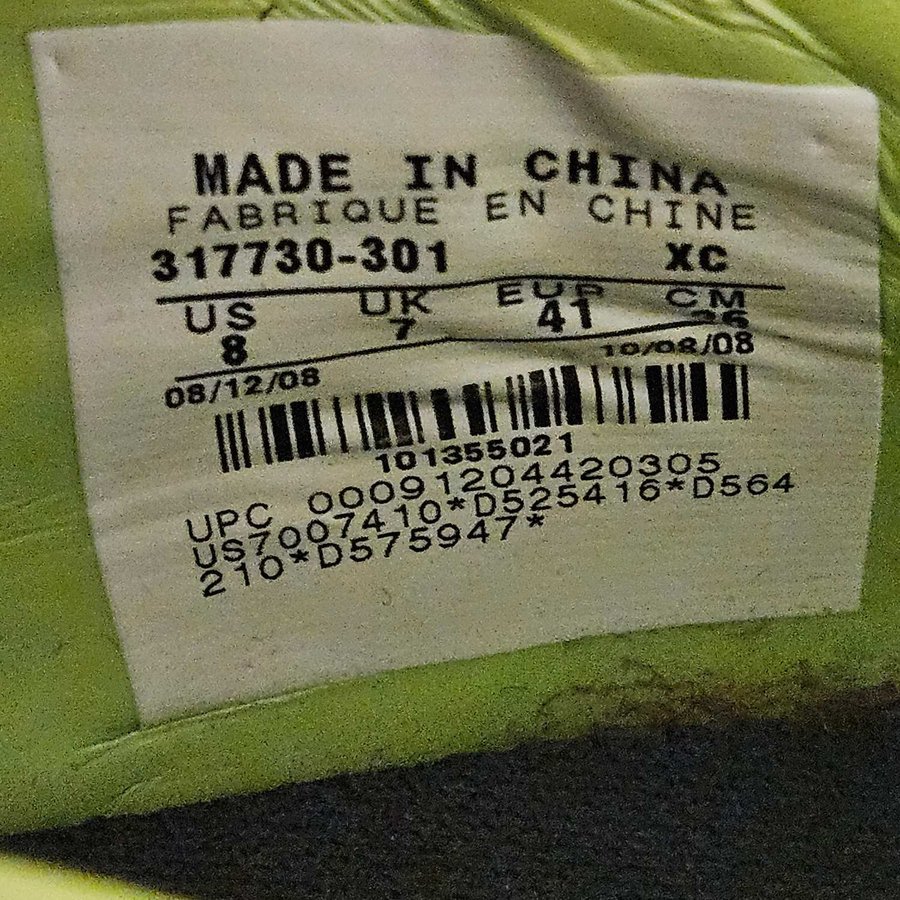 MADE IN CHINA
FABRIQUE EN CHINE
317730-301 XC
US UK EUR CM
8 7 41 26
08/12/08 10/08/08
101355021
UPC 00091204420305
US7007410*D525416*D564
210*D575947*